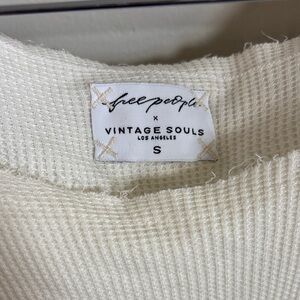 free people
x
VINTAGE SOULS
LOS ANGELES
S